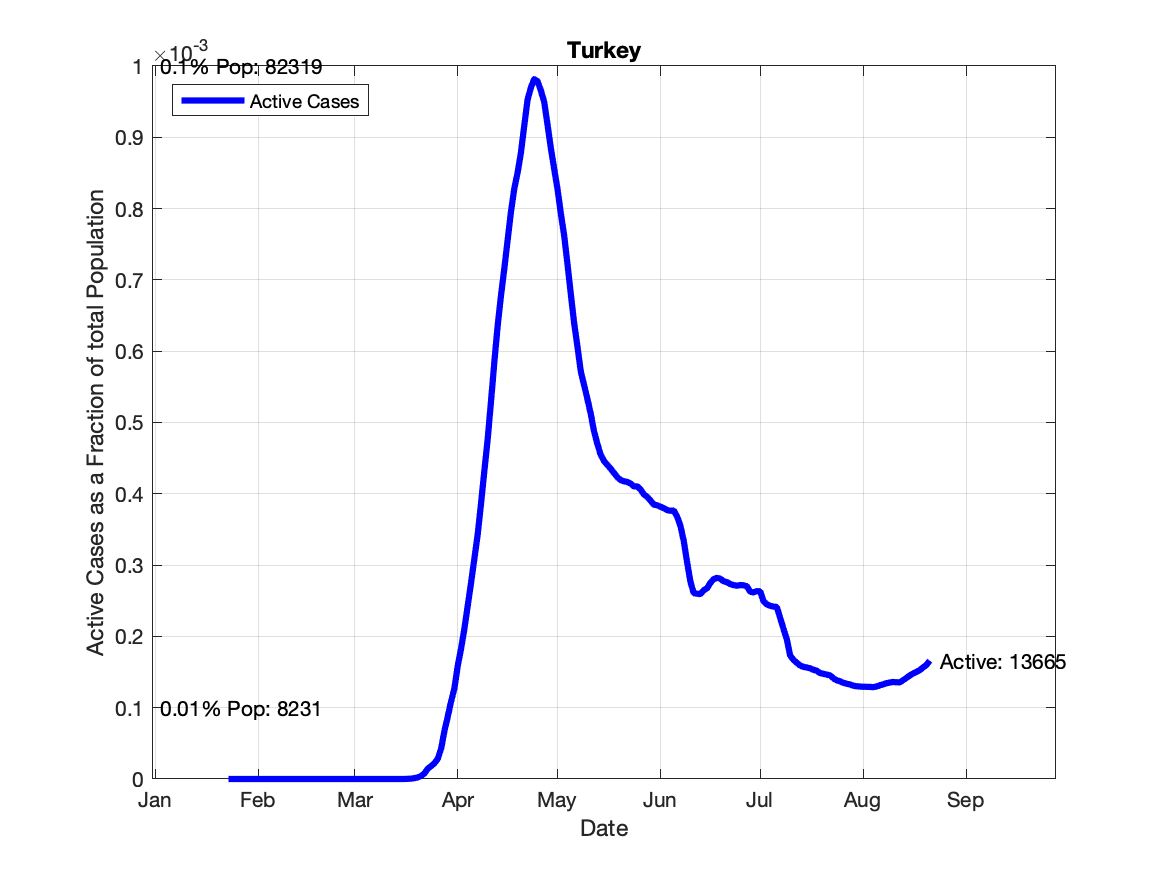 Turkey
×10-3
0.1% Pop: 82319
Active Cases
1
0.9
0.8
0.7
0.6
0.5
0.4
0.3
0.2
0.1
0
Active Cases as a Fraction of total Population
0.01% Pop: 8231
Active: 13665
Jan Feb Mar Apr May Jun Jul Aug Sep
Date